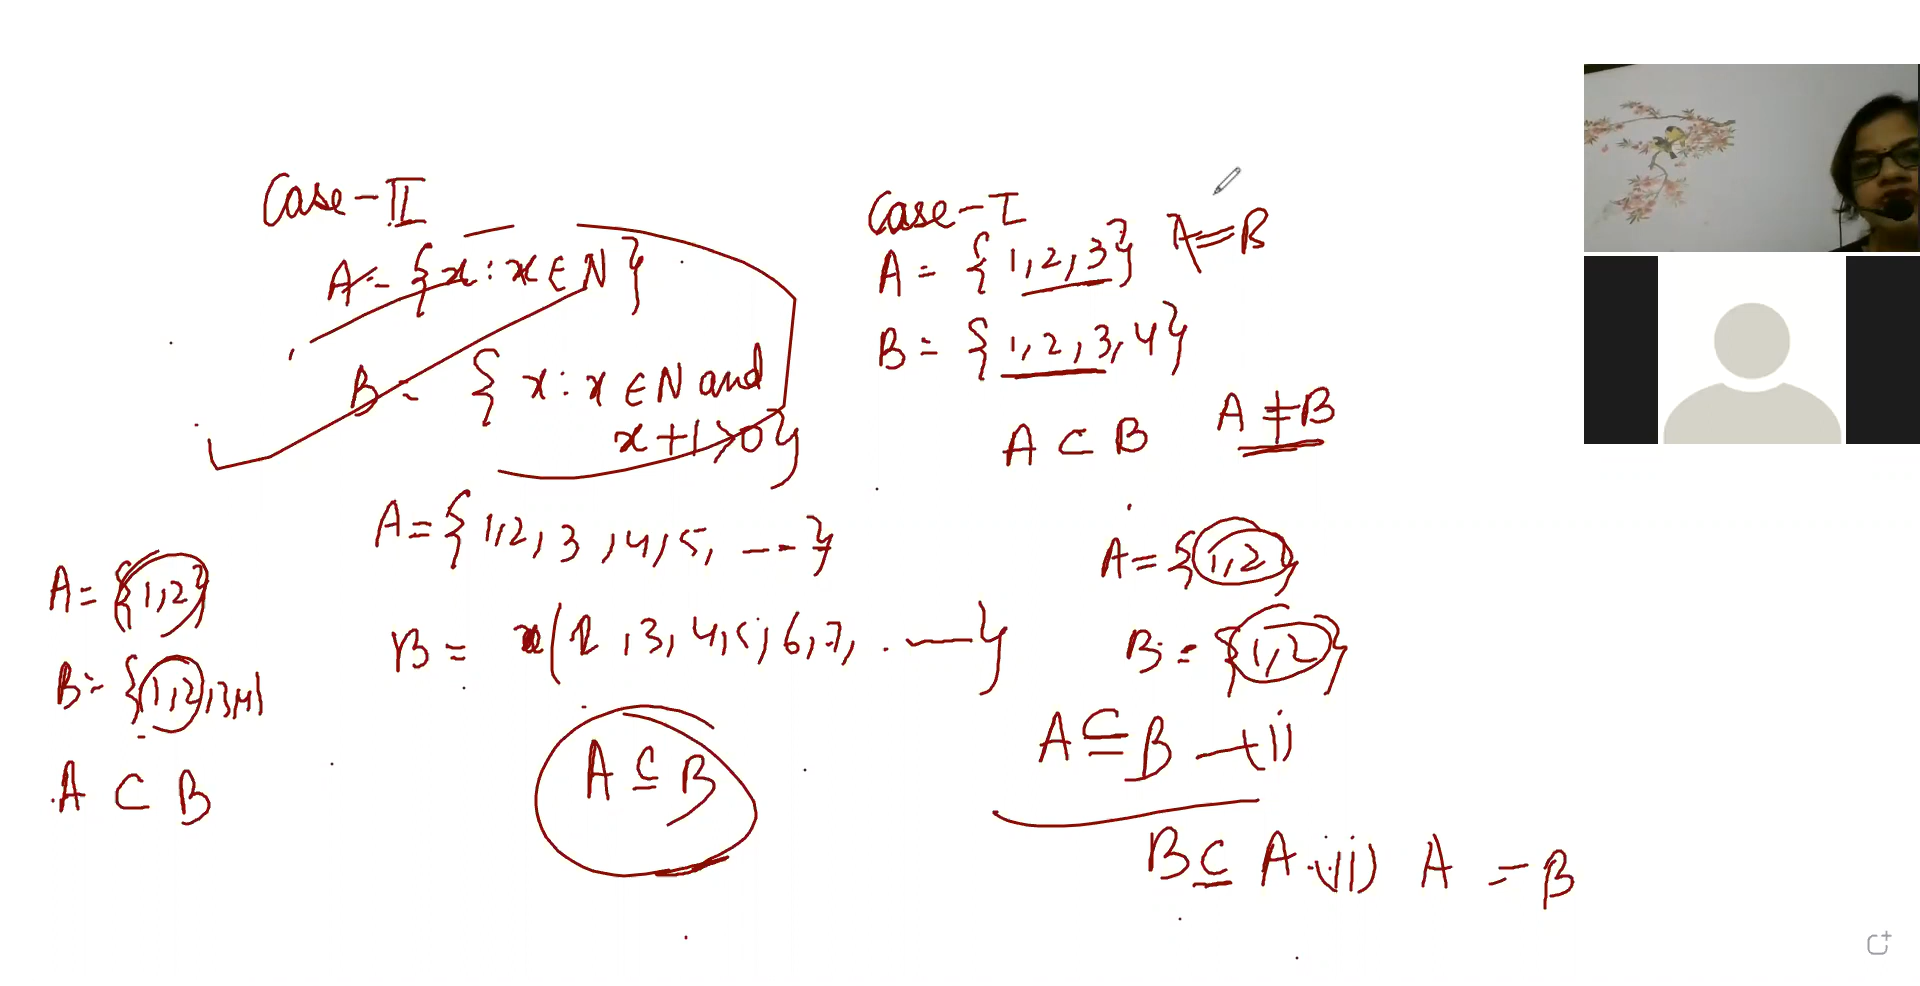 Case-II
A = {x : x ∈ N}
B = { x : x ∈ N and
x + 1 > 0}
A = {1, 2, 3, 4, 5, ---}
B = 2, 3, 4, 5, 6, 7, . —}
A ⊆ B
A = {1, 2}
B = {1, 2, 3, 4}
A ⊂ B
Case-I
A = {1, 2, 3} A = B
B = {1, 2, 3, 4}
A ⊂ B A ≠ B
A = {1, 2}
B = {1, 2}
A ⊆ B — (i)
B ⊆ A (ii) A = B